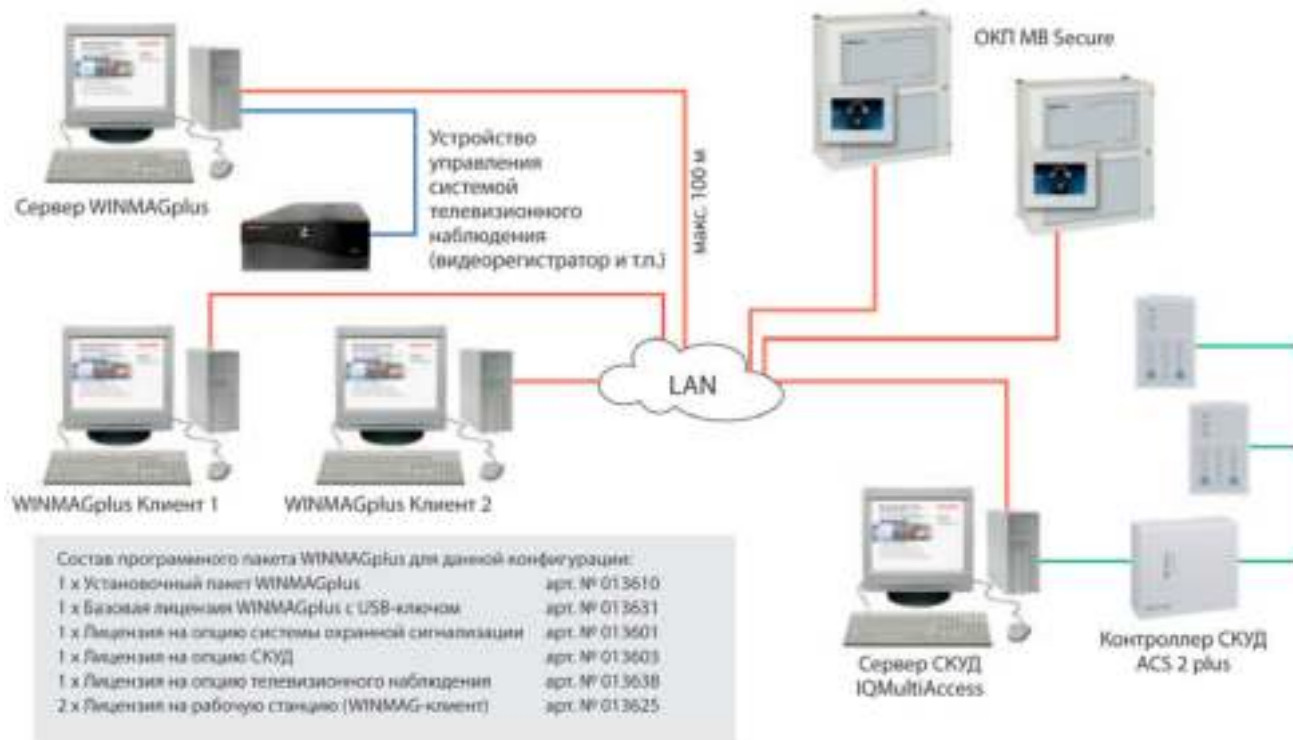 ОКП MB Secure
Устройство
управления
системой
телевизионного
наблюдения
(видеорегистратор и т.п.)
макс. 100 м
Сервер WINMAGplus
LAN
WINMAGplus Клиент 1
WINMAGplus Клиент 2
Состав программного пакета WINMAGplus для данной конфигурации:
1 x Установочный пакет WINMAGplus арт. № 013610
1 x Базовая лицензия WINMAGplus с USB-ключом арт. № 013631
1 x Лицензия на опцию системы охранной сигнализации арт. № 013601
1 x Лицензия на опцию СКУД арт. № 013603
1 x Лицензия на опцию телевизионного наблюдения арт. № 013638
2 x Лицензия на рабочую станцию (WINMAG-клиент) арт. № 013625
Сервер СКУД
IQMultiAccess
Контроллер СКУД
ACS 2 plus